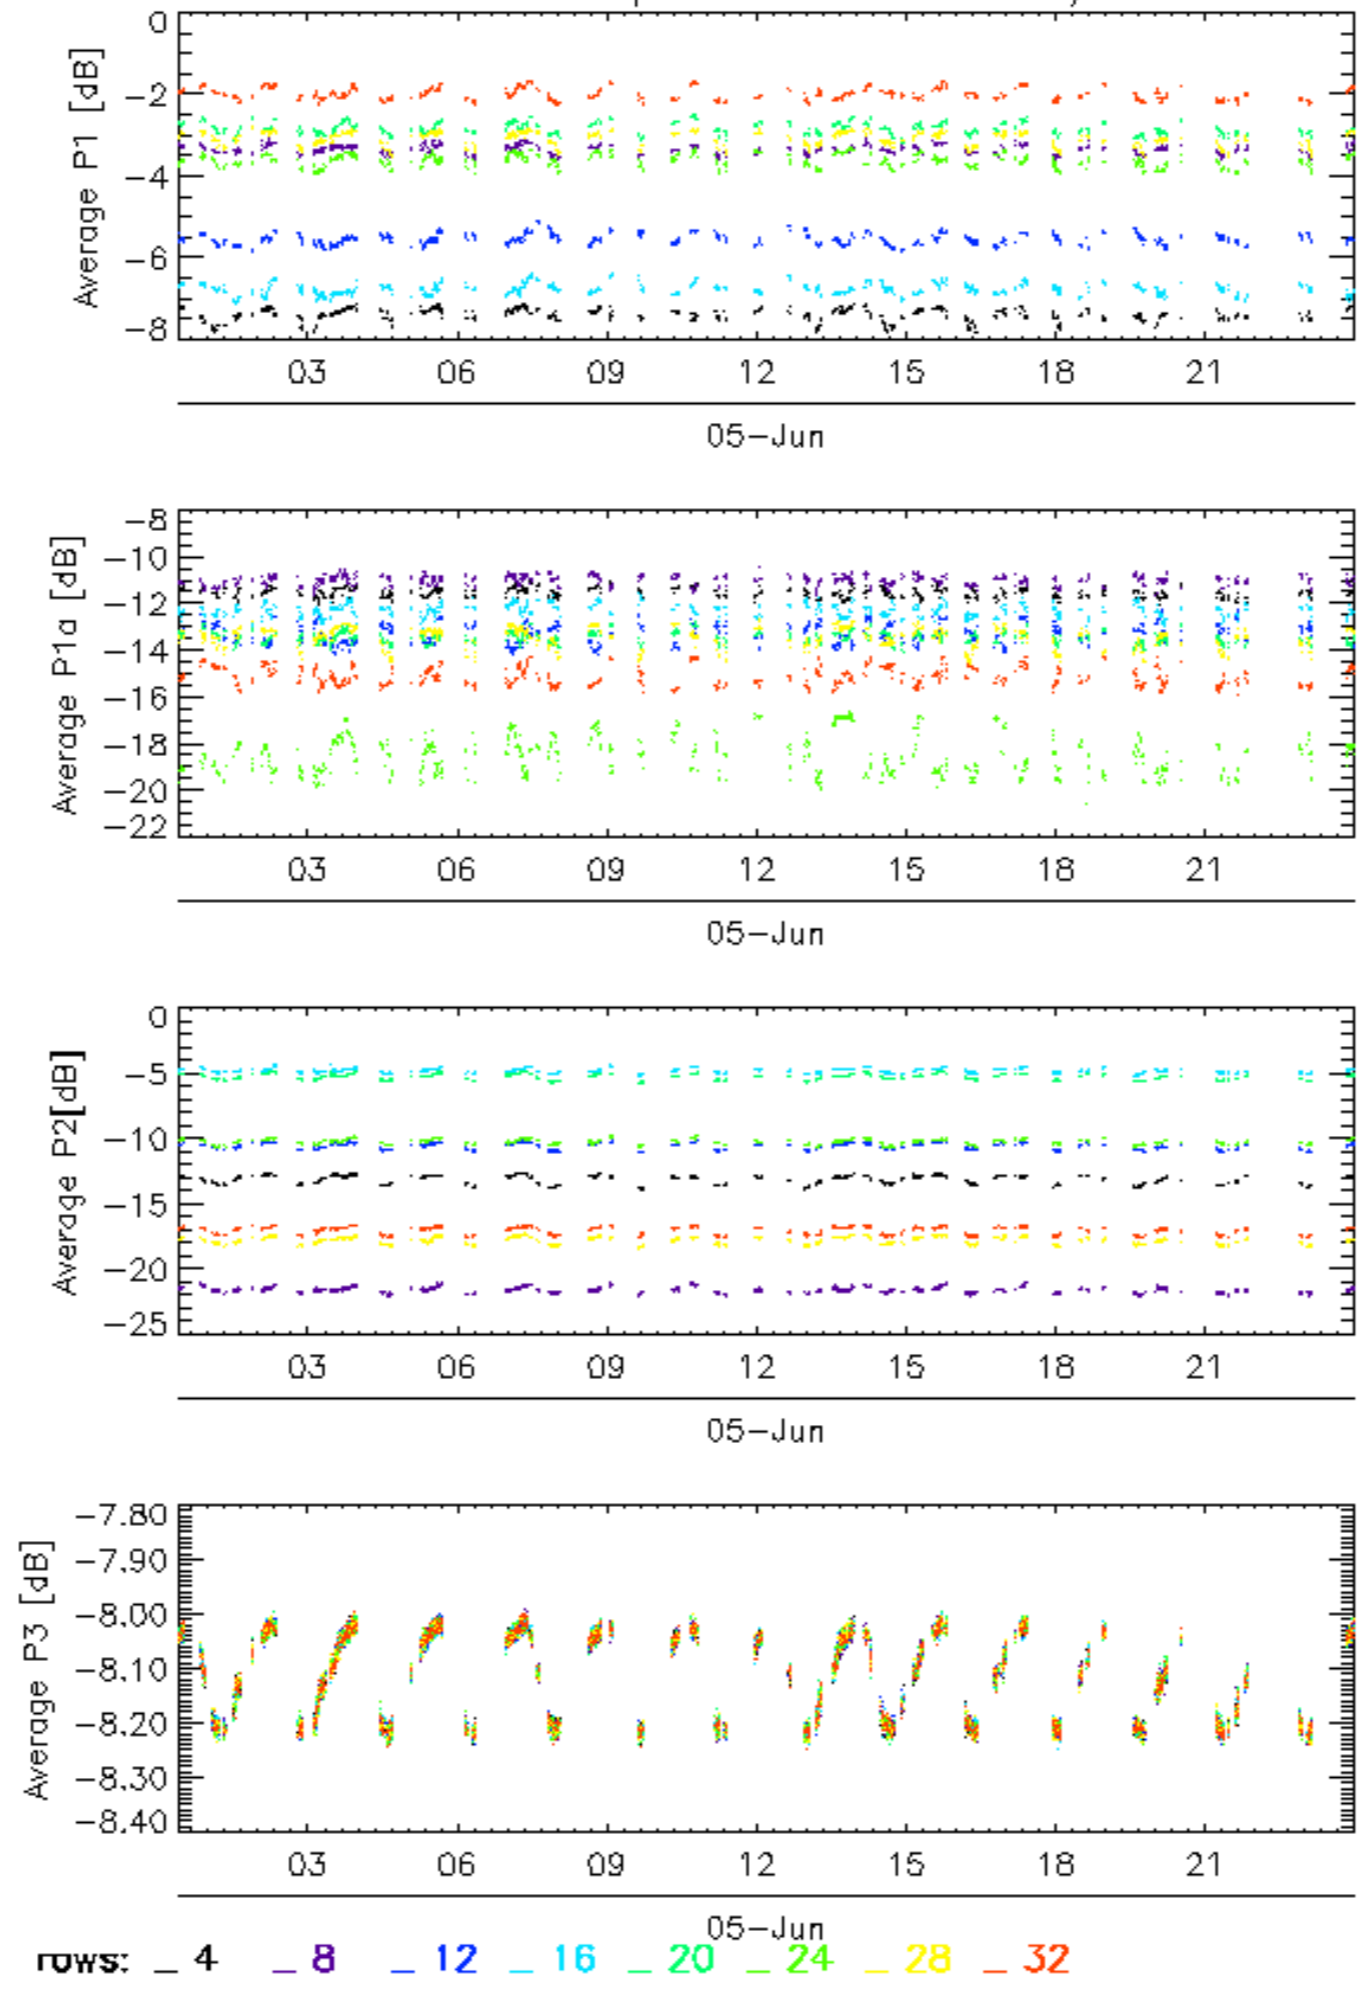 0
−2
−4
−6
−8
Average P1 [dB]
03 06 09 12 15 18 21
05−Jun
−8
−10
−12
−14
−16
−18
−20
−22
Average P1a [dB]
03 06 09 12 15 18 21
05−Jun
0
−5
−10
−15
−20
−25
Average P2[dB]
03 06 09 12 15 18 21
05−Jun
−7.80
−7.90
−8.00
−8.10
−8.20
−8.30
−8.40
Average P3 [dB]
03 06 09 12 15 18 21
05−Jun
rows: _ 4 _ 8 _ 12 _ 16 _ 20 _ 24 _ 28 _ 32